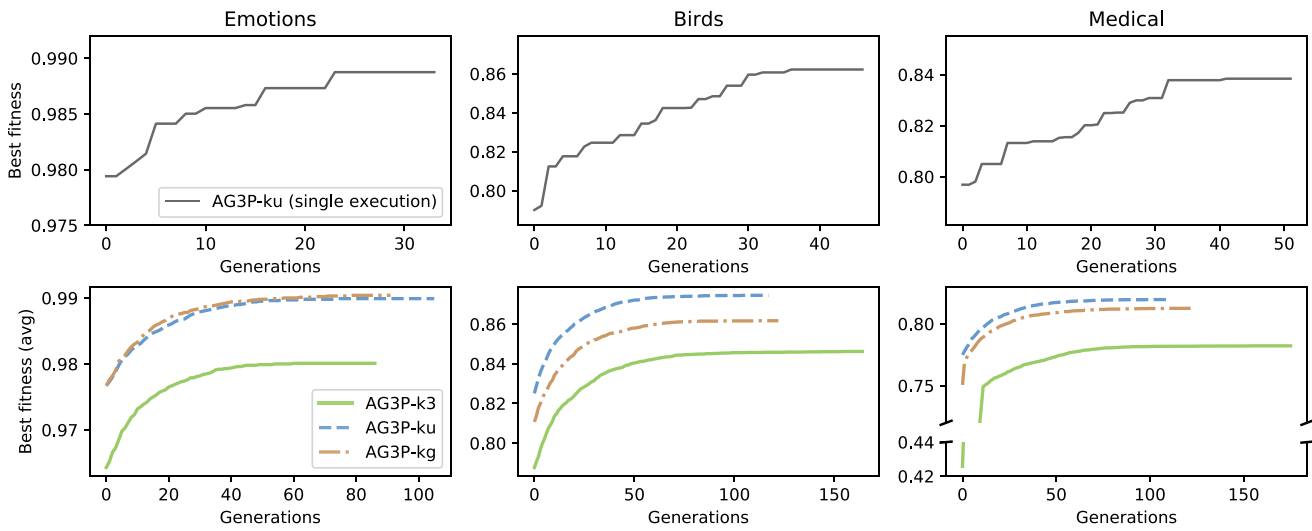 Emotions
Birds
Medical
Best fitness
0.990
0.985
0.980
0.975
AG3P-ku (single execution)
0 10 20 30
Generations
0.86
0.84
0.82
0.80
0 20 40
Generations
0.84
0.82
0.80
0 10 20 30 40 50
Generations
Best fitness (avg)
0.99
0.98
0.97
AG3P-k3
AG3P-ku
AG3P-kg
0 20 40 60 80 100
Generations
0.86
0.84
0.82
0.80
0 50 100 150
Generations
0.80
0.75
0.44
0.42
0 50 100 150
Generations